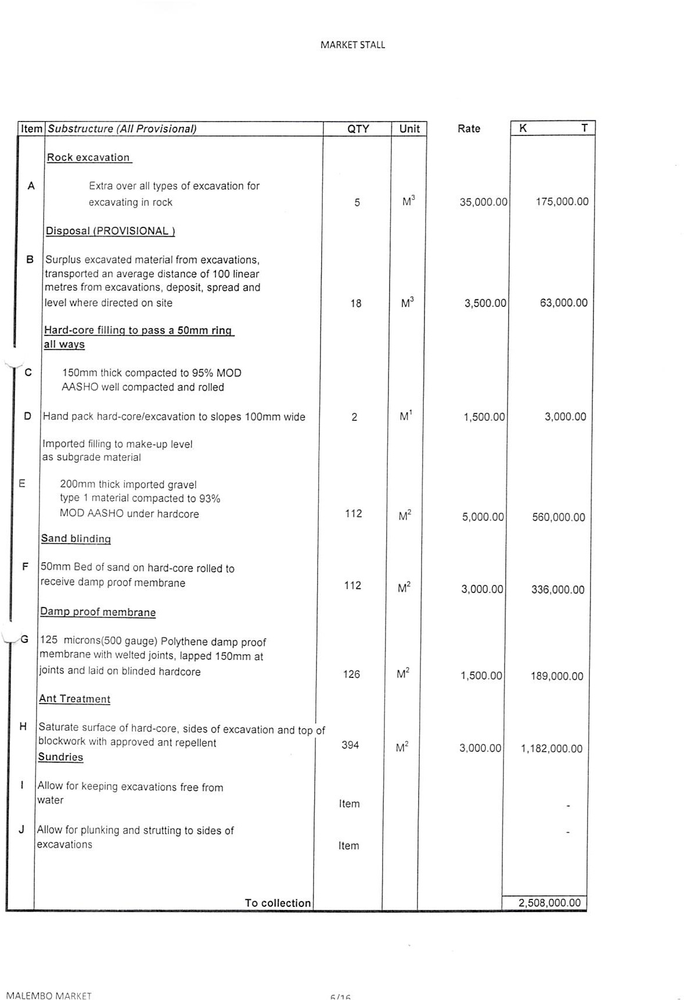 MARKET STALL
Item Substructure (All Provisional) QTY Unit Rate K T
Rock excavation
A Extra over all types of excavation for
excavating in rock 5 M³ 35,000.00 175,000.00
Disposal (PROVISIONAL )
B Surplus excavated material from excavations,
transported an average distance of 100 linear
metres from excavations, deposit, spread and
level where directed on site 18 M³ 3,500.00 63,000.00
Hard-core filling to pass a 50mm ring
all ways
C 150mm thick compacted to 95% MOD
AASHO well compacted and rolled
D Hand pack hard-core/excavation to slopes 100mm wide 2 M¹ 1,500.00 3,000.00
Imported filling to make-up level
as subgrade material
E 200mm thick imported gravel
type 1 material compacted to 93%
MOD AASHO under hardcore 112 M² 5,000.00 560,000.00
Sand blinding
F 50mm Bed of sand on hard-core rolled to
receive damp proof membrane 112 M² 3,000.00 336,000.00
Damp proof membrane
G 125 microns(500 gauge) Polythene damp proof
membrane with welted joints, lapped 150mm at
joints and laid on blinded hardcore 126 M² 1,500.00 189,000.00
Ant Treatment
H Saturate surface of hard-core, sides of excavation and top of
blockwork with approved ant repellent 394 M² 3,000.00 1,182,000.00
Sundries
I Allow for keeping excavations free from
water Item -
J Allow for plunking and strutting to sides of -
excavations Item
To collection 2,508,000.00
MALEMBO MARKET 6/16